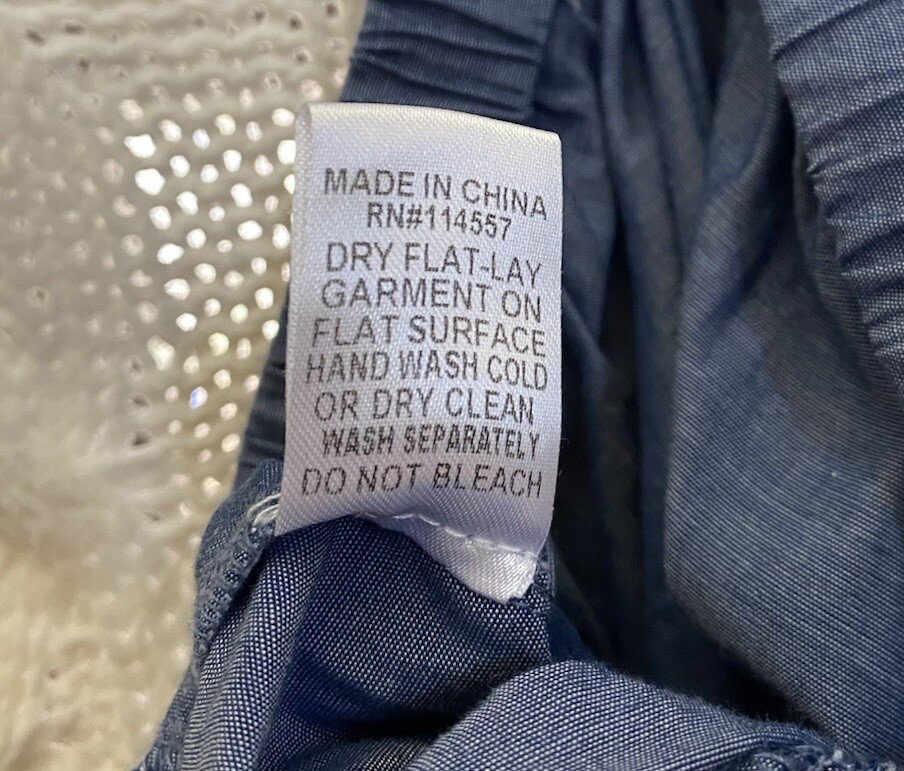 MADE IN CHINA
RN#114557
DRY FLAT-LAY
GARMENT ON
FLAT SURFACE
HAND WASH COLD
OR DRY CLEAN
WASH SEPARATELY
DO NOT BLEACH